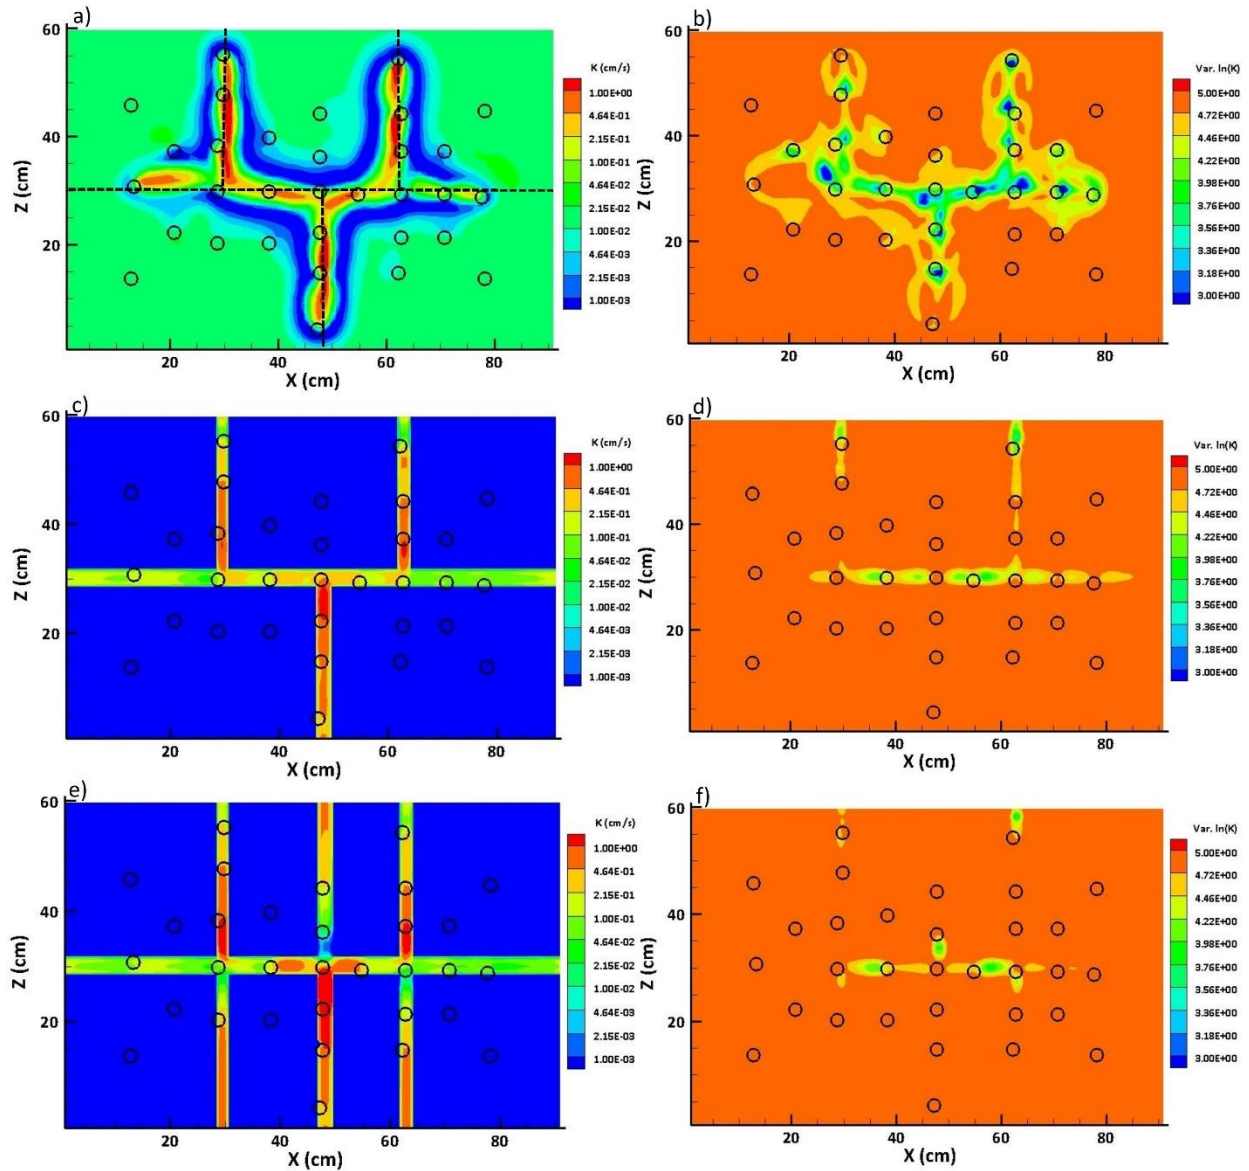 a)
60
40
20
Z (cm)
20 40 60 80
X (cm)
K (cm/s)
1.00E+00
4.64E-01
2.15E-01
1.00E-01
4.64E-02
2.15E-02
1.00E-02
4.64E-03
2.15E-03
1.00E-03
b)
60
40
20
Z (cm)
20 40 60 80
X (cm)
Var. ln(K)
5.00E+00
4.72E+00
4.46E+00
4.22E+00
3.98E+00
3.76E+00
3.56E+00
3.36E+00
3.18E+00
3.00E+00
c)
60
40
20
Z (cm)
20 40 60 80
X (cm)
K (cm/s)
1.00E+00
4.64E-01
2.15E-01
1.00E-01
4.64E-02
2.15E-02
1.00E-02
4.64E-03
2.15E-03
1.00E-03
d)
60
40
20
Z (cm)
20 40 60 80
X (cm)
Var. ln(K)
5.00E+00
4.72E+00
4.46E+00
4.22E+00
3.98E+00
3.76E+00
3.56E+00
3.36E+00
3.18E+00
3.00E+00
e)
60
40
20
Z (cm)
20 40 60 80
X (cm)
K (cm/s)
1.00E+00
4.64E-01
2.15E-01
1.00E-01
4.64E-02
2.15E-02
1.00E-02
4.64E-03
2.15E-03
1.00E-03
f)
60
40
20
Z (cm)
20 40 60 80
X (cm)
Var. ln(K)
5.00E+00
4.72E+00
4.46E+00
4.22E+00
3.98E+00
3.76E+00
3.56E+00
3.36E+00
3.18E+00
3.00E+00